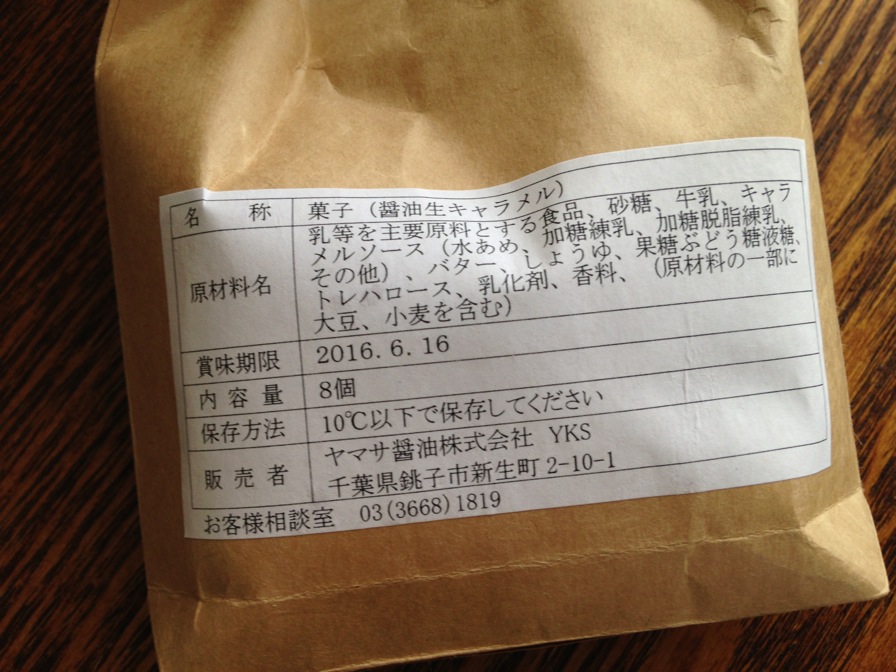 名称 菓子（醤油生キャラメル）
原材料名 乳等を主要原料とする食品、砂糖、牛乳、キャラ
メルソース（水あめ、加糖練乳、加糖脱脂練乳、
その他）、バター、しょうゆ、果糖ぶどう糖液糖、
トレハロース、乳化剤、香料、（原材料の一部に
大豆、小麦を含む）
賞味期限 2016.6.16
内容量 8個
保存方法 10℃以下で保存してください
販売者 ヤマサ醤油株式会社 YKS
千葉県銚子市新生町2-10-1
お客様相談室 03(3668)1819